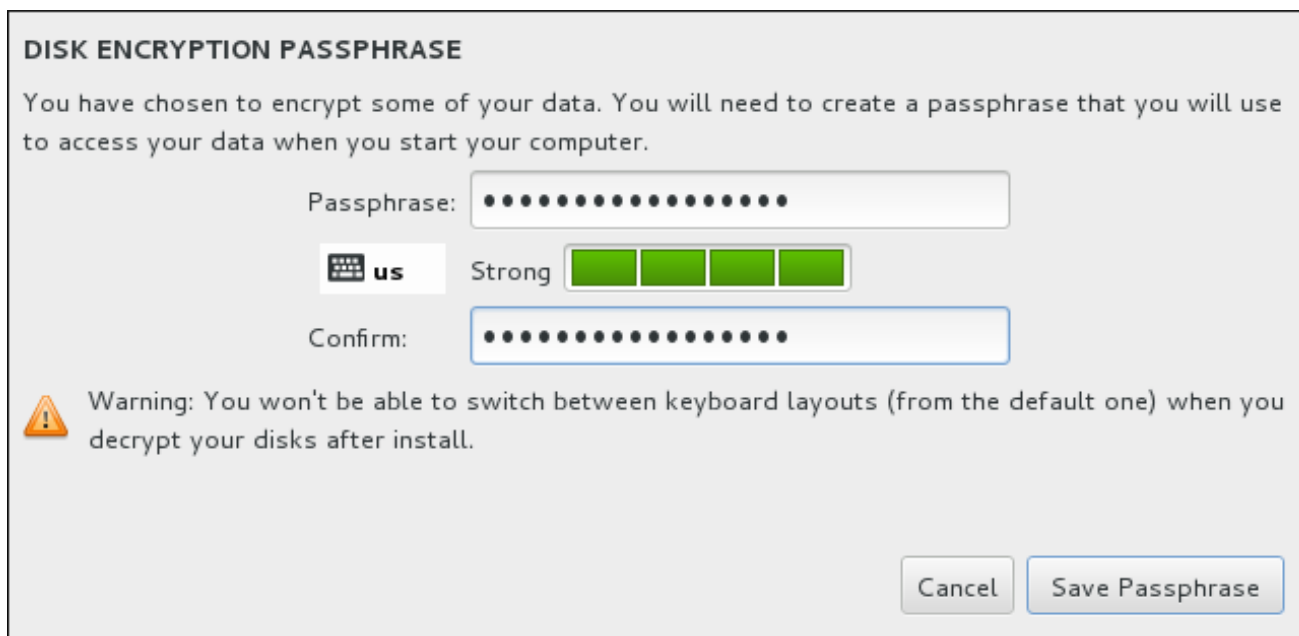 DISK ENCRYPTION PASSPHRASE
You have chosen to encrypt some of your data. You will need to create a passphrase that you will use
to access your data when you start your computer.
Passphrase: •••••••••••••••••
us Strong
Confirm: •••••••••••••••••
Warning: You won't be able to switch between keyboard layouts (from the default one) when you
decrypt your disks after install.
Cancel Save Passphrase